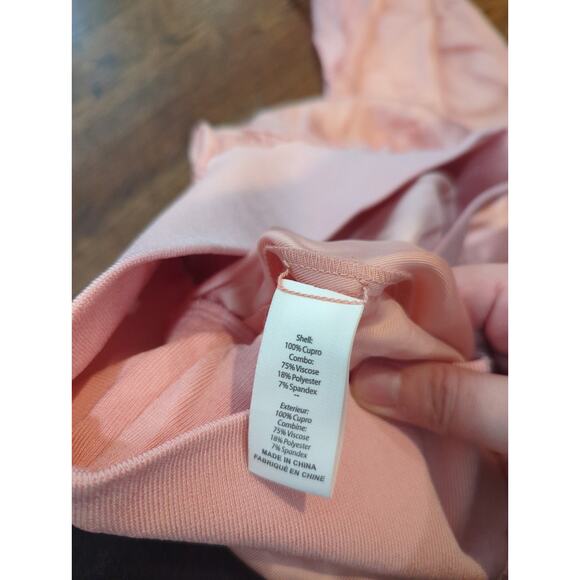 Shell:
100% Cupro
Combo:
75% Viscose
18% Polyester
7% Spandex
--
Exterieur:
100% Cupro
Combine:
75% Viscose
18% Polyester
7% Spandex
MADE IN CHINA
FABRIQUÉ EN CHINE